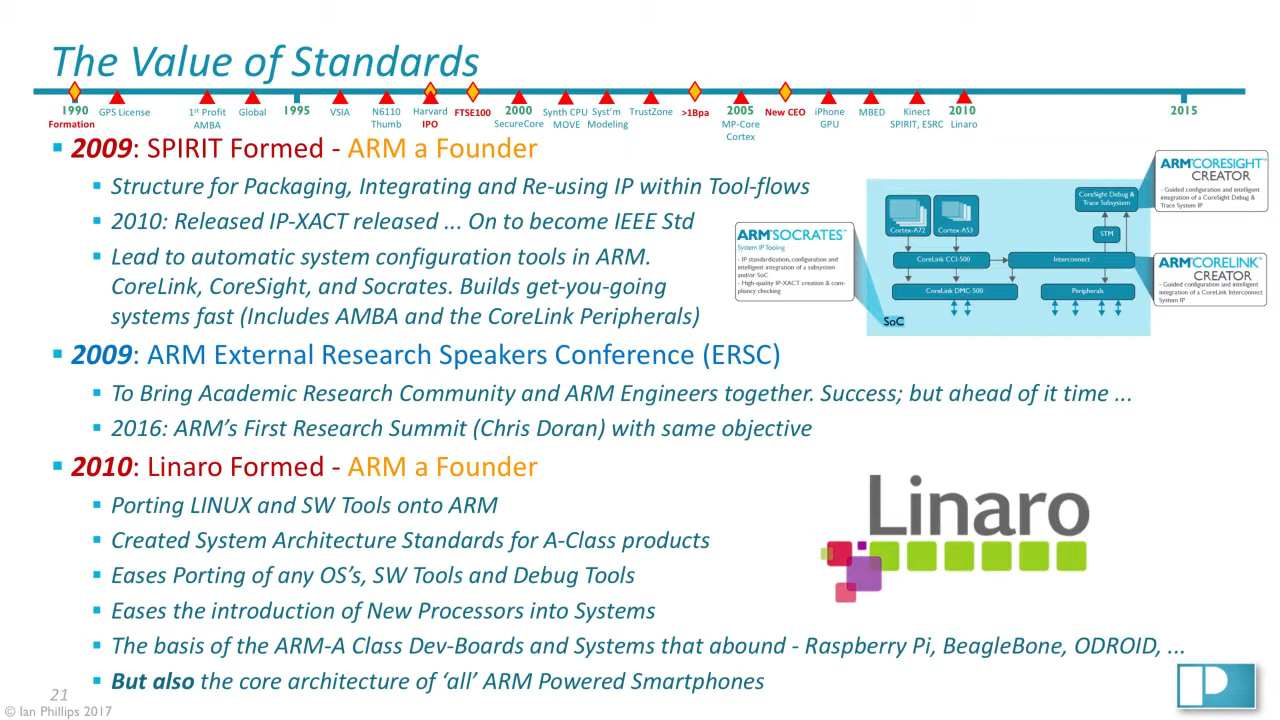 The Value of Standards
1990 GPS License 1st Profit Global 1995 VSIA N6110 Harvard FTSE100 2000 Synth CPU Syst'm TrustZone >1Bpa 2005 New CEO iPhone MBED Kinect 2010 2015
Formation AMBA Thumb IPO SecureCore MOVE Modeling MP-Core GPU SPIRIT, ESRC Linaro
Cortex
2009: SPIRIT Formed - ARM a Founder
Structure for Packaging, Integrating and Re-using IP within Tool-flows
2010: Released IP-XACT released ... On to become IEEE Std
Lead to automatic system configuration tools in ARM.
CoreLink, CoreSight, and Socrates. Builds get-you-going
systems fast (Includes AMBA and the CoreLink Peripherals)
ARM'SOCRATES™
System IP Tooling
- IP standardization, configuration and
intelligent integration of a subsystem
and/or SoC
- High-quality IP-XACT creation & com-
pliancy checking
Cortex-A72 Cortex-A53
CoreSight Debug &
Trace Subsystem
STM
CoreLink CCI-500 Interconnect
CoreLink DMC-500 Peripherals
SoC
ARM'CORESIGHT™
CREATOR
- Guided configuration and intelligent
integration of a CoreSight Debug &
Trace System IP
ARM'CORELINK™
CREATOR
- Guided configuration and intelligent
integration of a CoreLink Interconnect
System IP
2009: ARM External Research Speakers Conference (ERSC)
To Bring Academic Research Community and ARM Engineers together. Success; but ahead of it time ...
2016: ARM's First Research Summit (Chris Doran) with same objective
2010: Linaro Formed - ARM a Founder
Porting LINUX and SW Tools onto ARM
Created System Architecture Standards for A-Class products
Eases Porting of any OS's, SW Tools and Debug Tools
Eases the introduction of New Processors into Systems
The basis of the ARM-A Class Dev-Boards and Systems that abound - Raspberry Pi, BeagleBone, ODROID, ...
But also the core architecture of 'all' ARM Powered Smartphones
Linaro
P
21
© Ian Phillips 2017